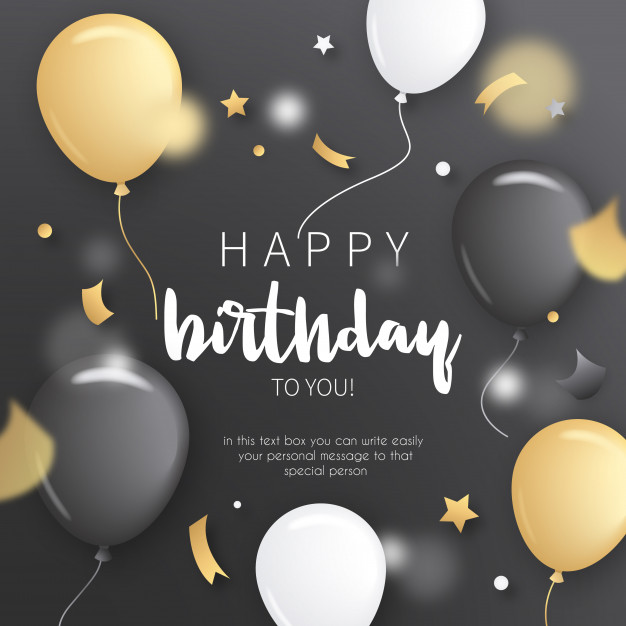 HAPPY
birthday
TO YOU!
in this text box you can write easily
your personal message to that
special person